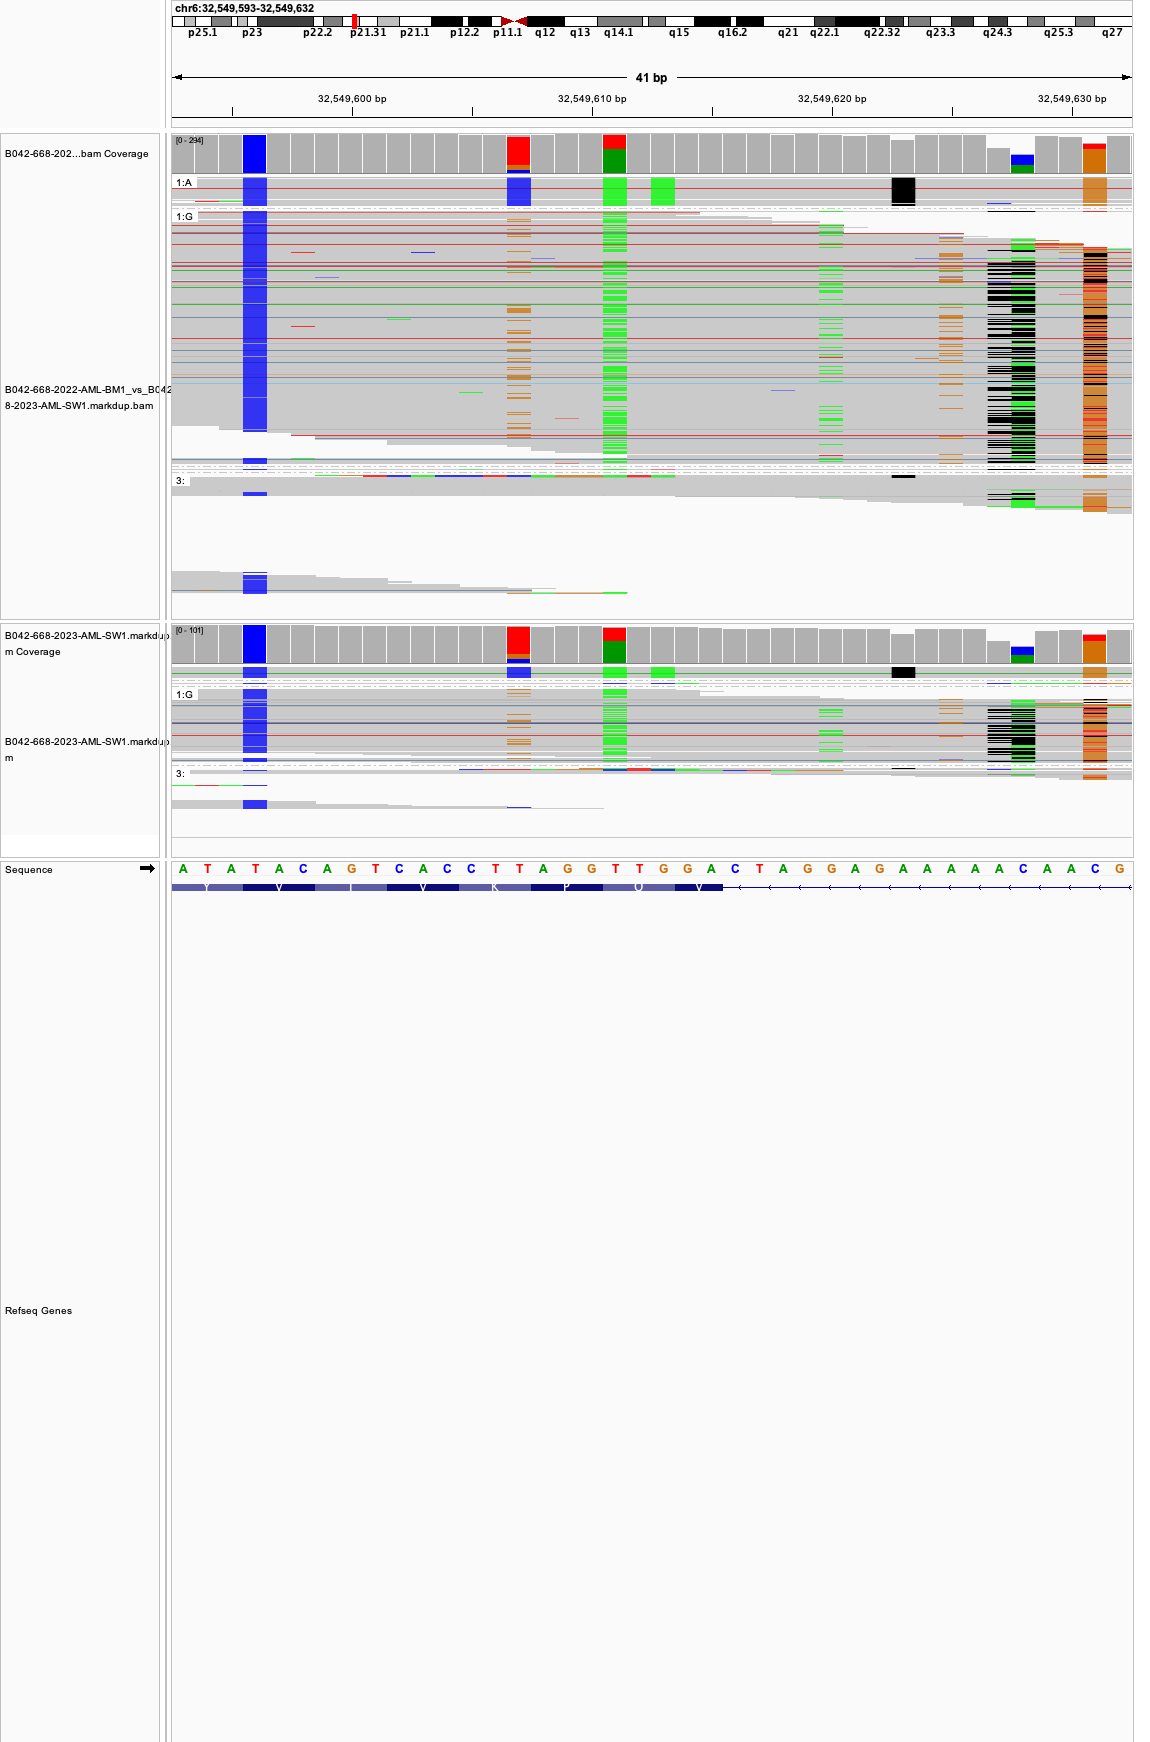 chr6:32,549,593-32,549,632
p25.1 p23 p22.2 p21.31 p21.1 p12.2 p11.1 q12 q13 q14.1 q15 q16.2 q21 q22.1 q22.32 q23.3 q24.3 q25.3 q27
41 bp
32,549,600 bp 32,549,610 bp 32,549,620 bp 32,549,630 bp
[0 - 294]
B042-668-202...bam Coverage
1:A
1:G
B042-668-2022-AML-BM1_vs_B042
8-2023-AML-SW1.markdup.bam
3:
[0 - 101]
B042-668-2023-AML-SW1.markdup
m Coverage
1:G
B042-668-2023-AML-SW1.markdup
m
3:
Sequence A T A T A C A G T C A C C T T A G G T T G G A C T A G G A G A A A A A C A A C G
Y V T V K P Q V
Refseq Genes